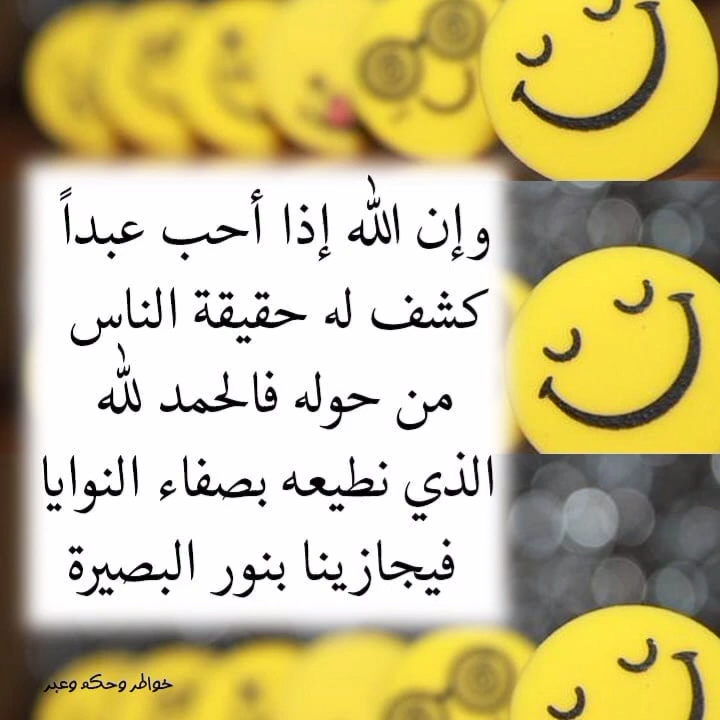 وإن الله إذا أحب عبداً
كشف له حقيقة الناس
من حوله فالحمد لله
الذي نطيعه بصفاء النوايا
فيجازينا بنور البصيرة
خواطر وحكم وعبر